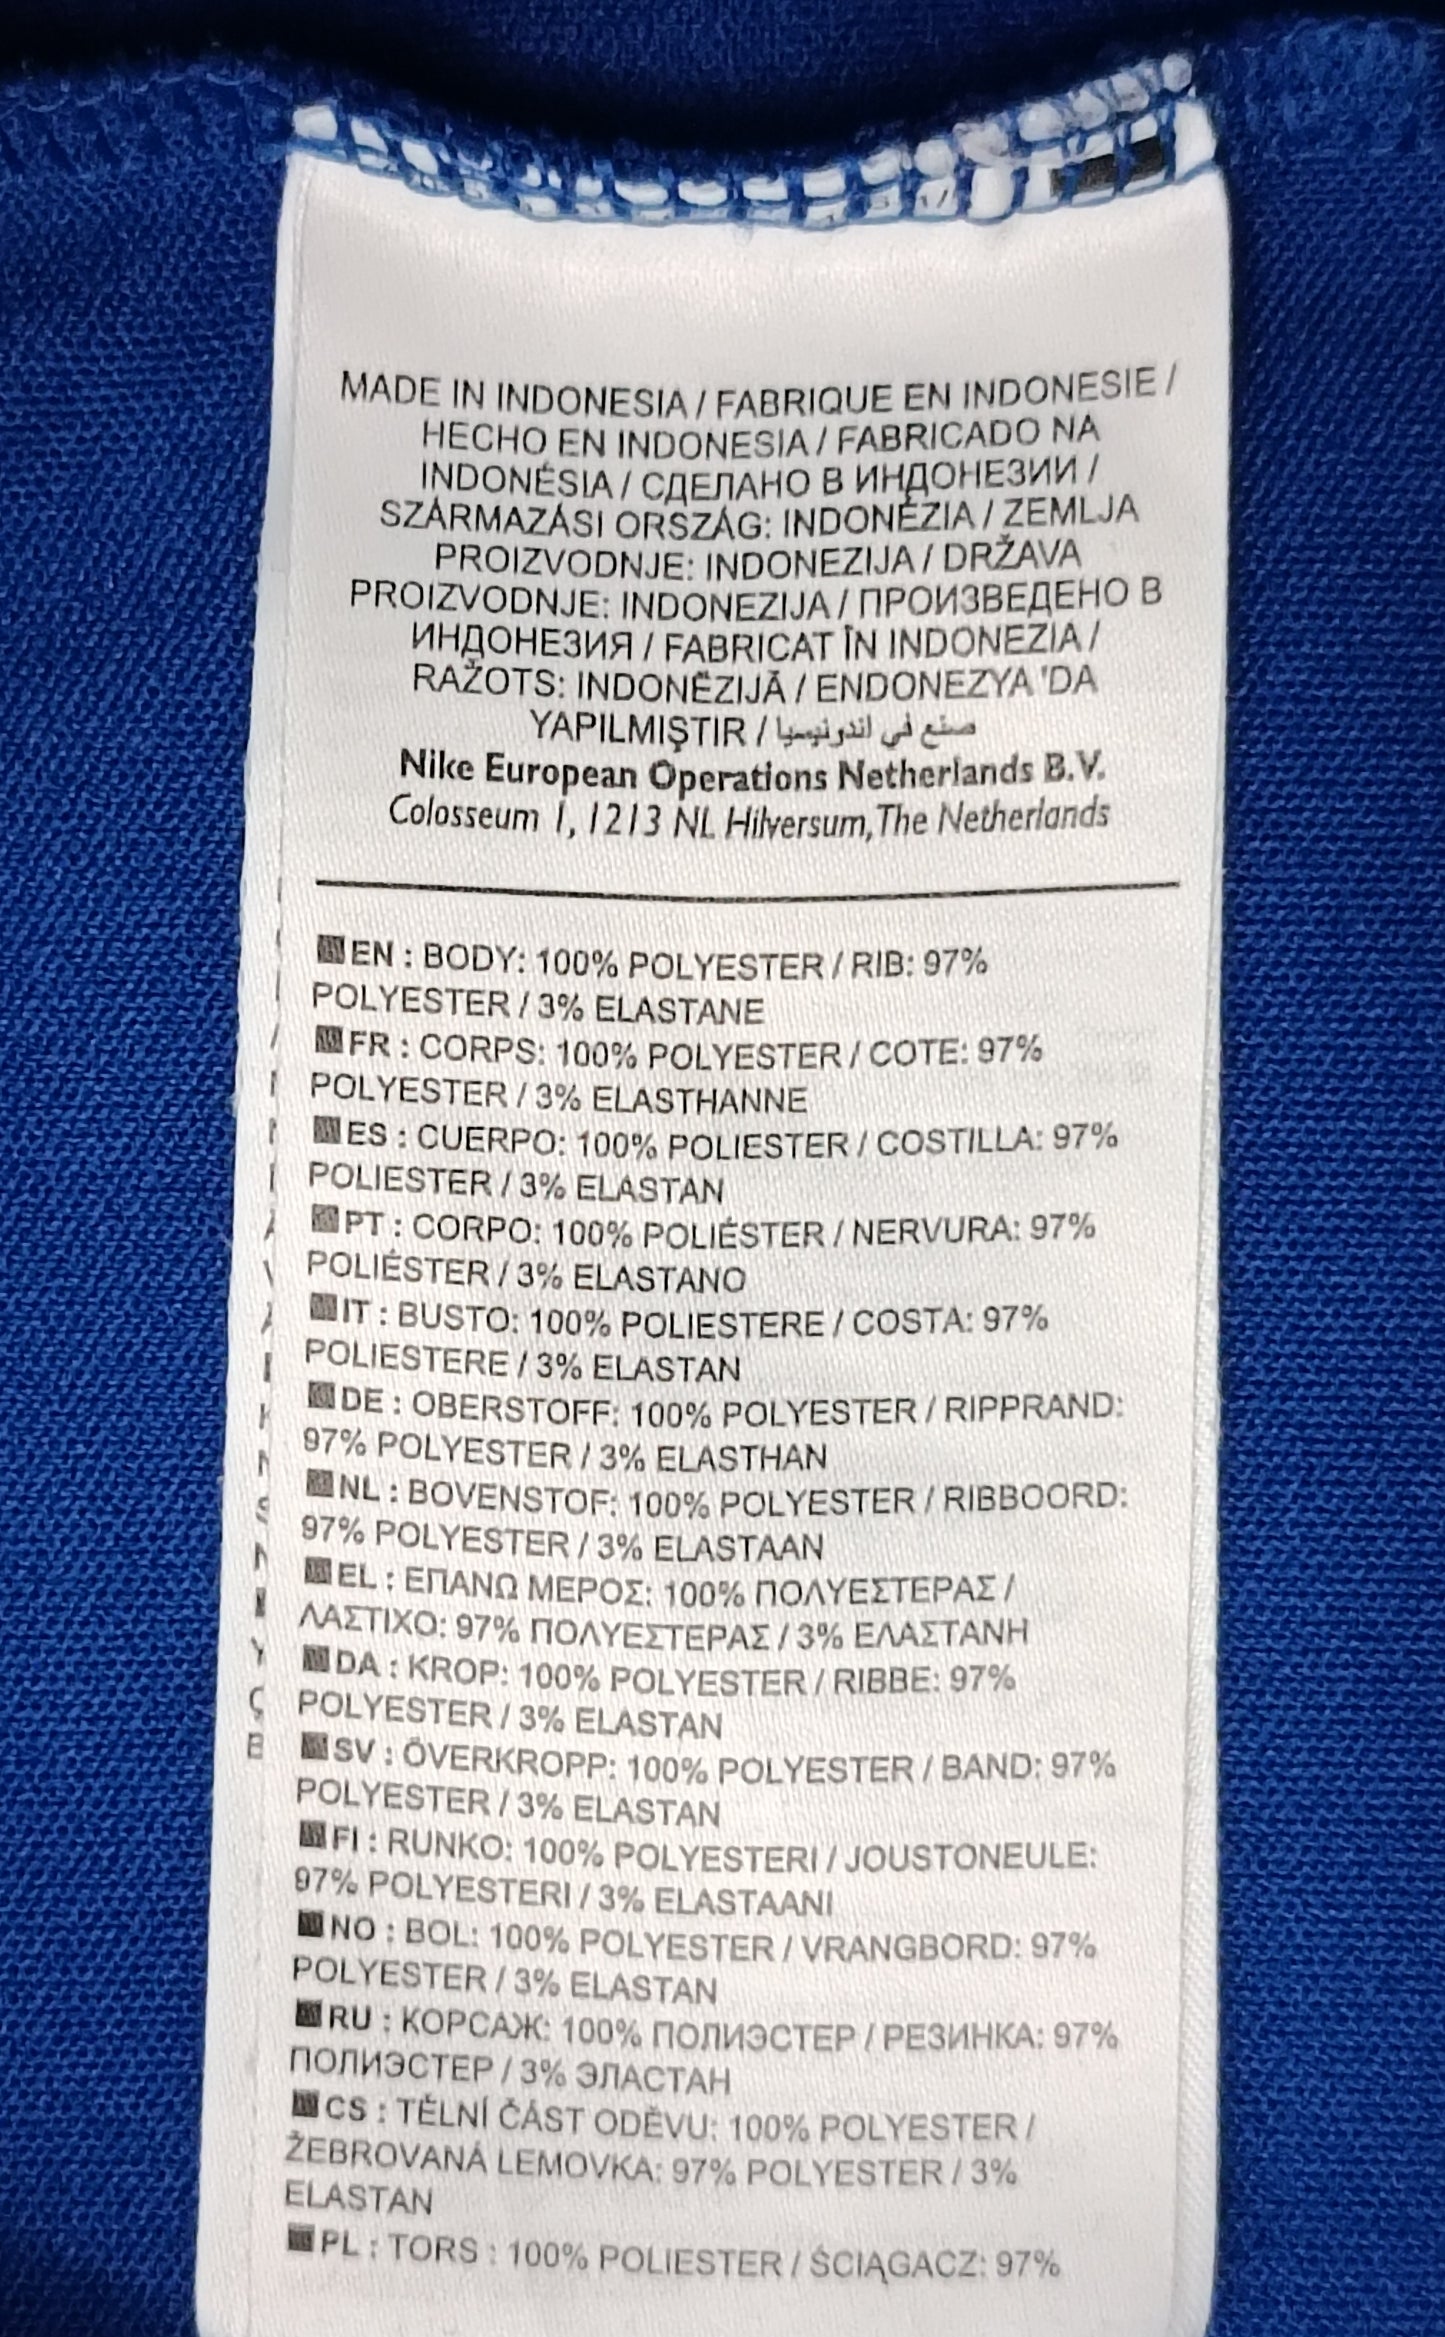 MADE IN INDONESIA / FABRIQUE EN INDONESIE /
HECHO EN INDONESIA / FABRICADO NA
INDONÉSIA / СДЕЛАНО В ИНДОНЕЗИИ /
SZÁRMAZÁSI ORSZÁG: INDONÉZIA / ZEMLJA
PROIZVODNJE: INDONEZIJA / DRŽAVA
PROIZVODNJE: INDONEZIJA / ПРОИЗВЕДЕНО В
ИНДОНЕЗИЯ / FABRICAT ÎN INDONEZIA /
RAŽOTS: INDONĒZIJĀ / ENDONEZYA 'DA
YAPILMIŞTIR / صنع في اندونيسيا
Nike European Operations Netherlands B.V.
Colosseum 1, 1213 NL Hilversum, The Netherlands
EN : BODY: 100% POLYESTER / RIB: 97%
POLYESTER / 3% ELASTANE
FR : CORPS: 100% POLYESTER / COTE: 97%
POLYESTER / 3% ELASTHANNE
ES : CUERPO: 100% POLIESTER / COSTILLA: 97%
POLIESTER / 3% ELASTAN
PT : CORPO: 100% POLIÉSTER / NERVURA: 97%
POLIÉSTER / 3% ELASTANO
IT : BUSTO: 100% POLIESTERE / COSTA: 97%
POLIESTERE / 3% ELASTAN
DE : OBERSTOFF: 100% POLYESTER / RIPPRAND:
97% POLYESTER / 3% ELASTHAN
NL : BOVENSTOF: 100% POLYESTER / RIBBOORD:
97% POLYESTER / 3% ELASTAAN
EL : ΕΠΑΝΩ ΜΕΡΟΣ: 100% ΠΟΛΥΕΣΤΕΡΑΣ /
ΛΑΣΤΙΧΟ: 97% ΠΟΛΥΕΣΤΕΡΑΣ / 3% ΕΛΑΣΤΑΝΗ
DA : KROP: 100% POLYESTER / RIBBE: 97%
POLYESTER / 3% ELASTAN
SV : ÖVERKROPP: 100% POLYESTER / BAND: 97%
POLYESTER / 3% ELASTAN
FI : RUNKO: 100% POLYESTERI / JOUSTONEULE:
97% POLYESTERI / 3% ELASTAANI
NO : BOL: 100% POLYESTER / VRANGBORD: 97%
POLYESTER / 3% ELASTAN
RU : КОРСАЖ: 100% ПОЛИЭСТЕР / РЕЗИНКА: 97%
ПОЛИЭСТЕР / 3% ЭЛАСТАН
CS : TĚLNÍ ČÁST ODĚVU: 100% POLYESTER /
ŽEBROVANÁ LEMOVKA: 97% POLYESTER / 3%
ELASTAN
PL : TORS : 100% POLIESTER / ŚCIĄGACZ: 97%